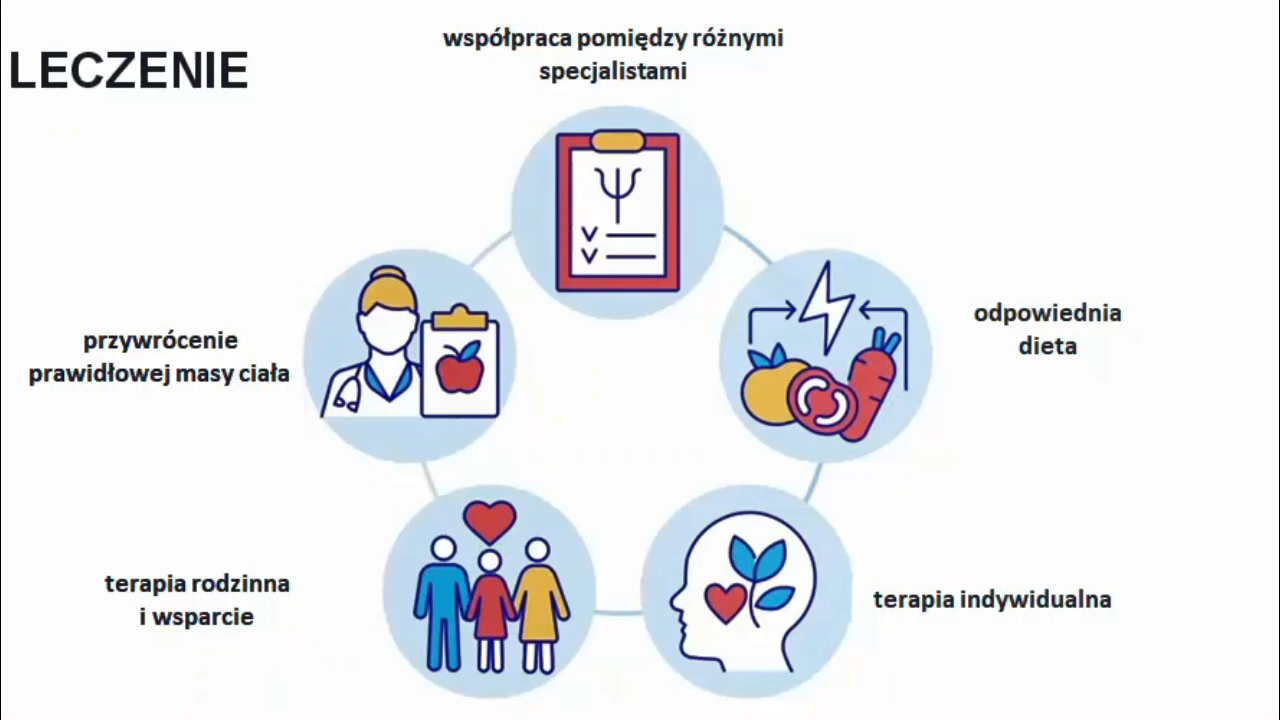 LECZENIE
współpraca pomiędzy różnymi
specjalistami
odpowiednia
dieta
przywrócenie
prawidłowej masy ciała
terapia rodzinna
i wsparcie
terapia indywidualna